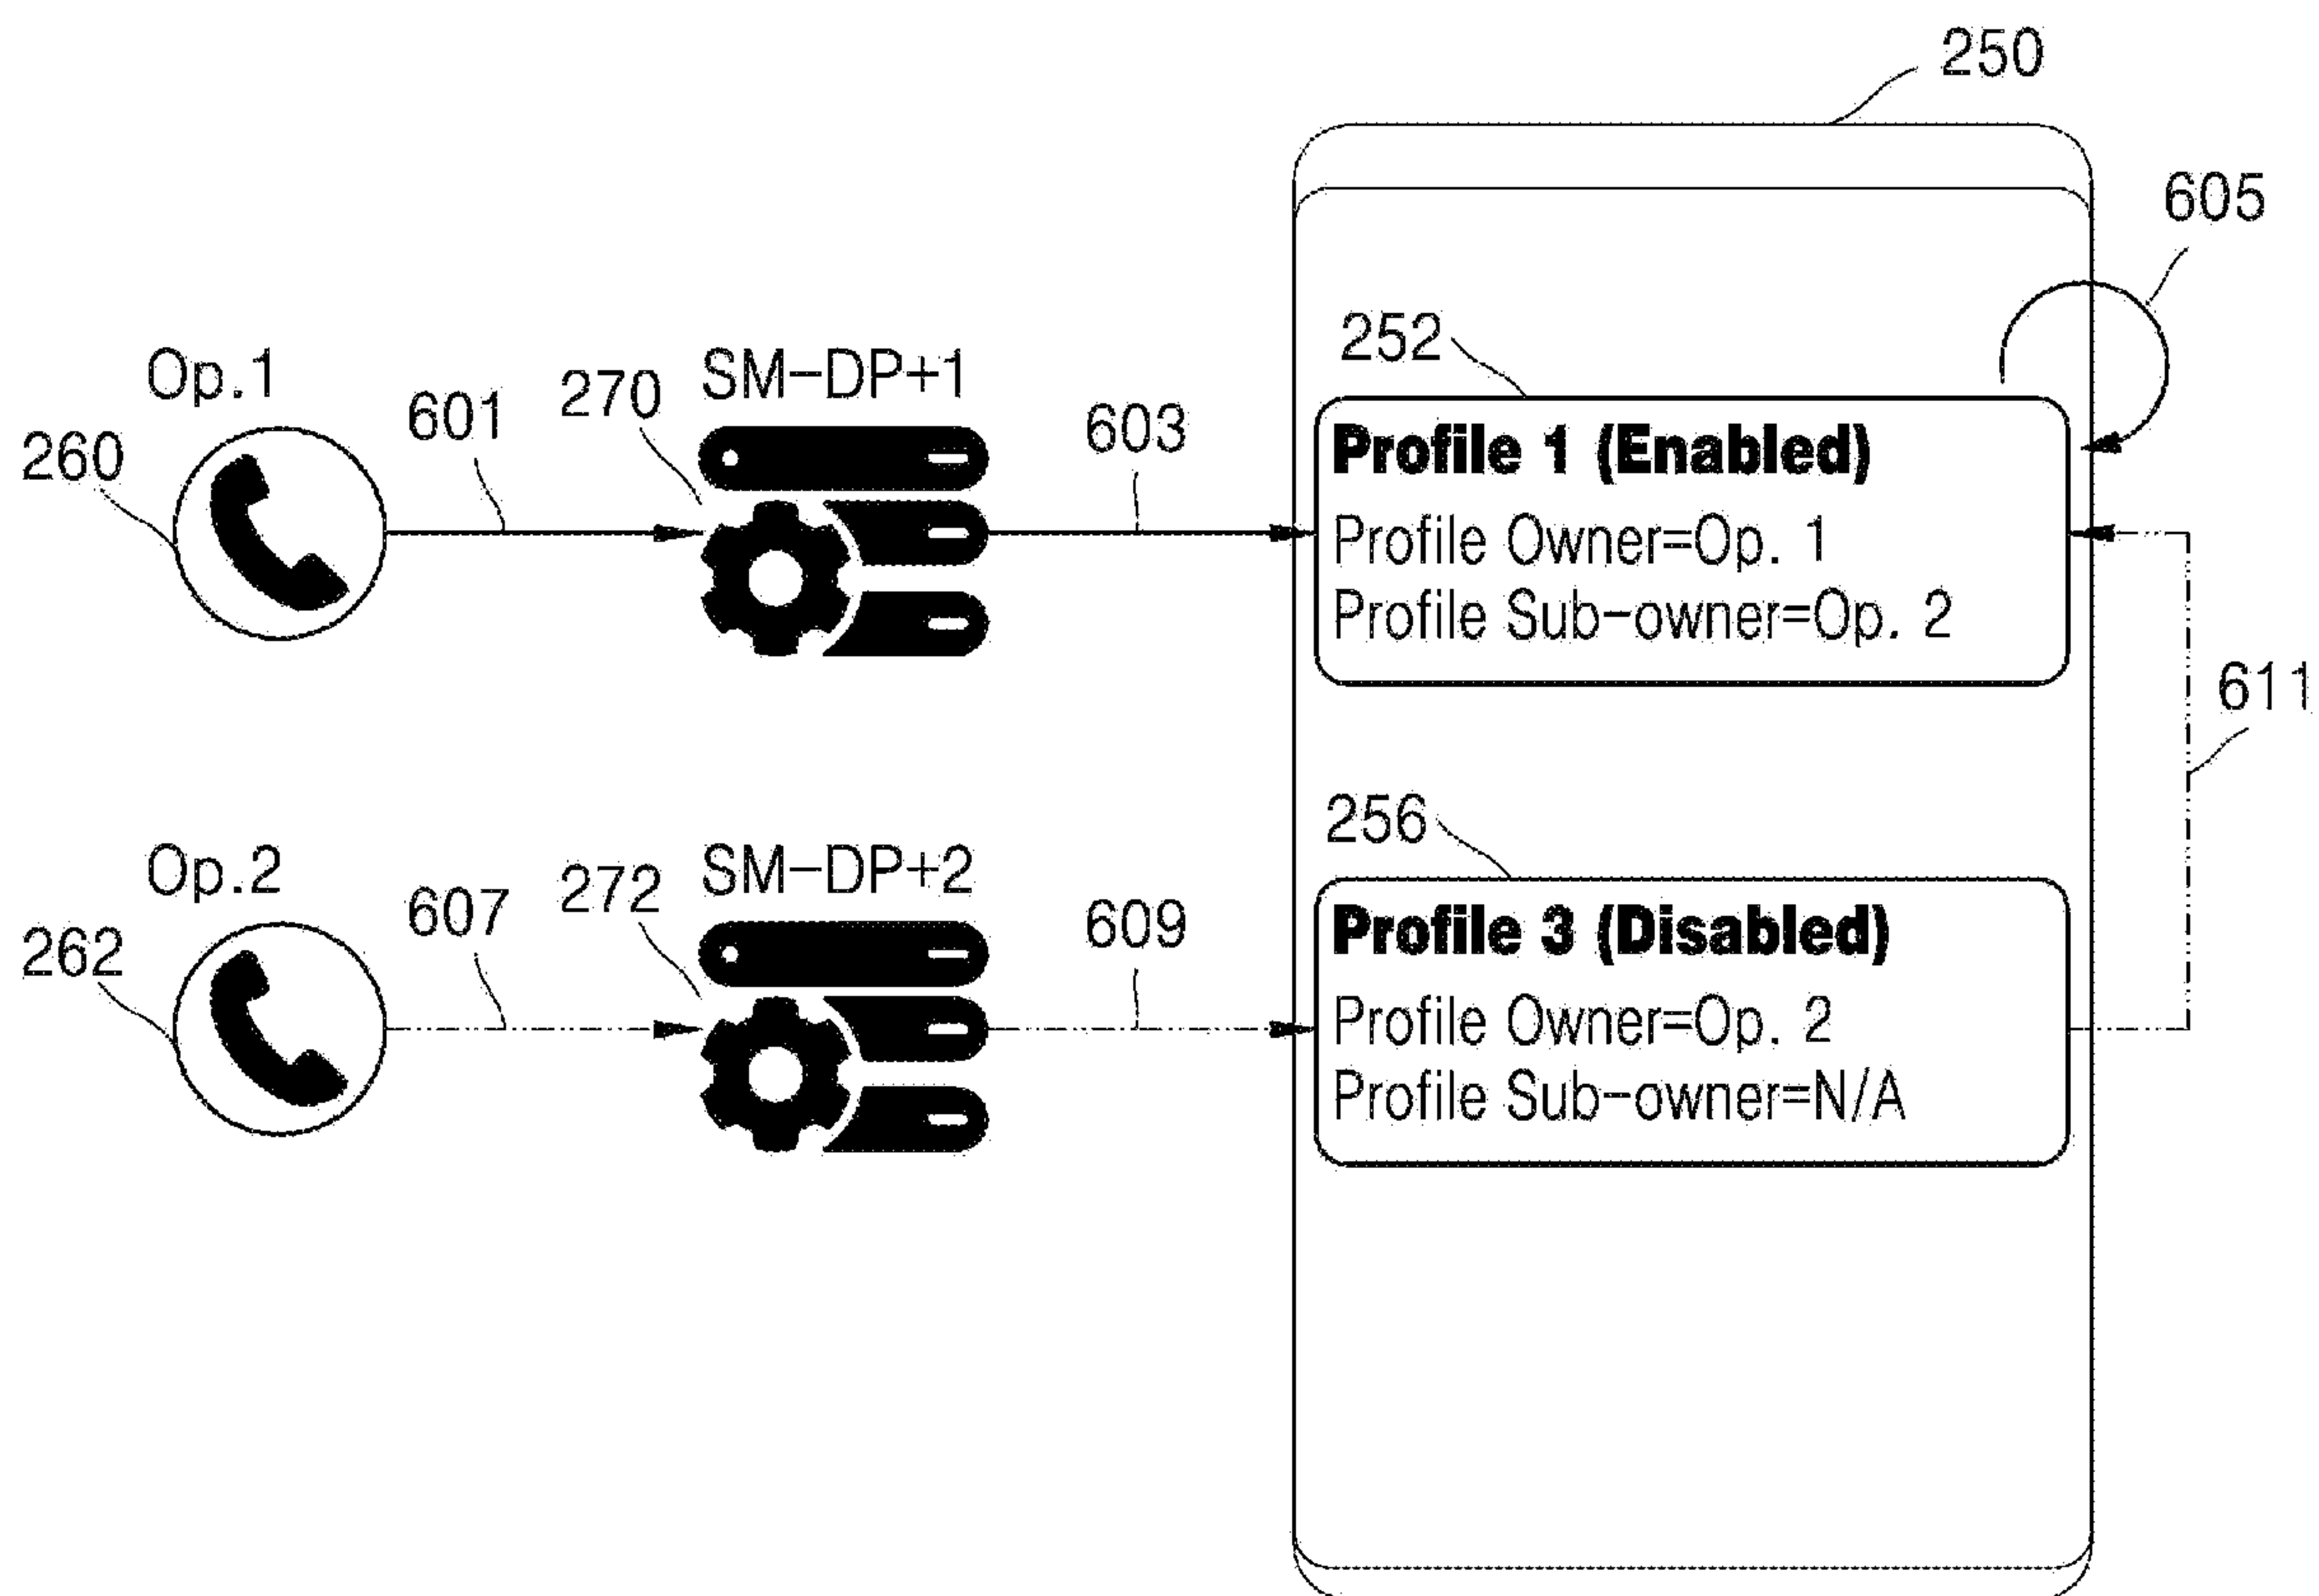 250
605
252
Op.1
601
270
SM-DP+1
603
260
Profile 1 (Enabled)
Profile Owner=Op. 1
Profile Sub-owner=Op. 2
611
256
Op.2
607
272
SM-DP+2
609
262
Profile 3 (Disabled)
Profile Owner=Op. 2
Profile Sub-owner=N/A